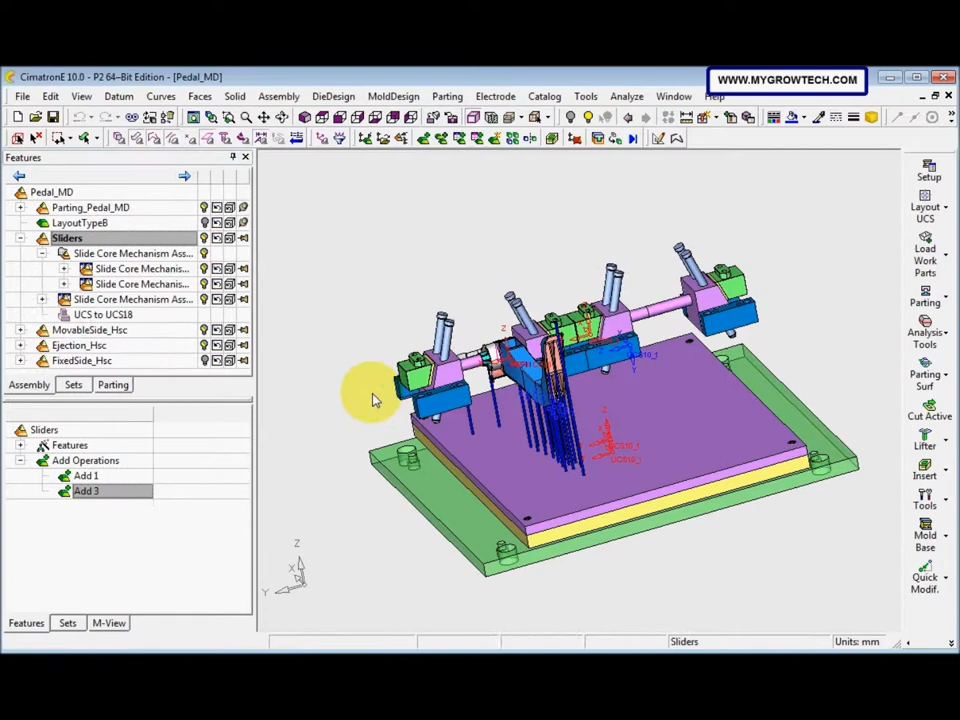 CimatronE 10.0 - P2 64–Bit Edition - [Pedal_MD]
WWW.MYGROWTECH.COM
File Edit View Datum Curves Faces Solid Assembly DieDesign MoldDesign Parting Electrode Catalog Tools Analyze Window Help
Features
Pedal_MD
Parting_Pedal_MD
LayoutTypeB
Sliders
Slide Core Mechanism Ass...
Slide Core Mechanis...
Slide Core Mechanis...
Slide Core Mechanism Ass...
UCS to UCS18
MovableSide_Hsc
Ejection_Hsc
FixedSide_Hsc
Assembly Sets Parting
Sliders
Features
Add Operations
Add 1
Add 3
Features Sets M-View
Setup
Layout UCS
Load Work Parts
Parting
Analysis Tools
Parting Surf
Cut Active
Lifter
Insert
Tools
Mold Base
Quick Modif.
Z
X
Y
Z
UCS10_1
Y
Z
UCS10_1
UCS10_1
Sliders
Units: mm